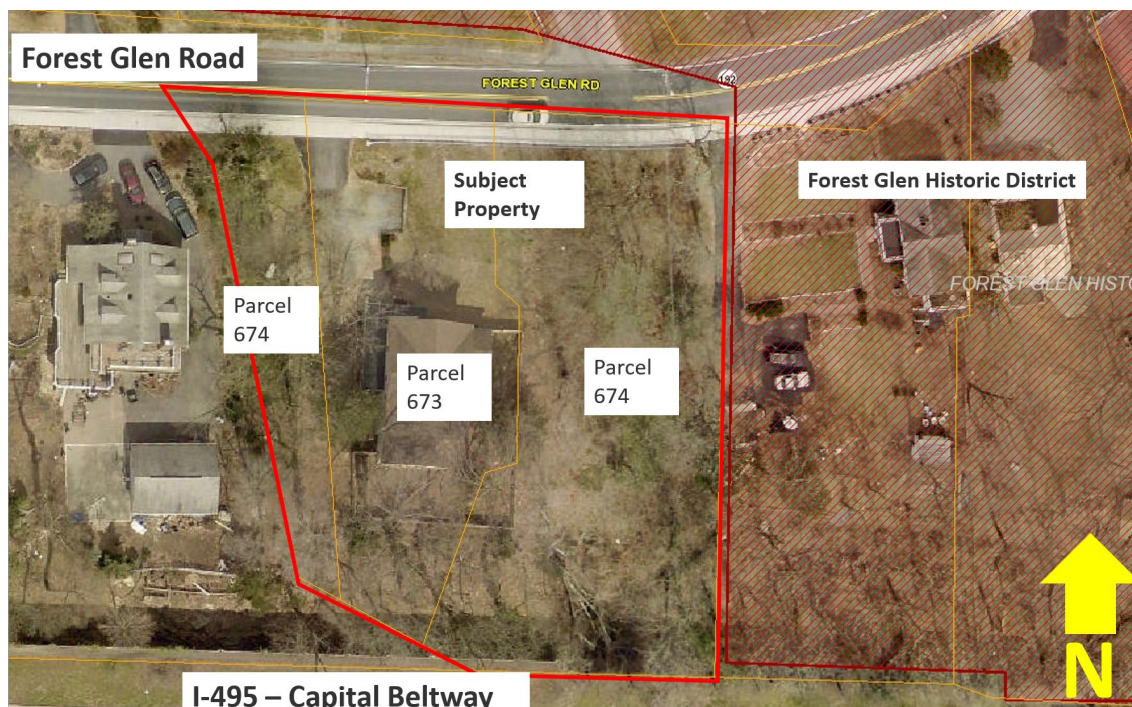 Forest Glen Road
FOREST GLEN RD
192
Subject
Property
Forest Glen Historic District
FOREST GLEN HISTO
Parcel
674
Parcel
673
Parcel
674
I-495 – Capital Beltway
N